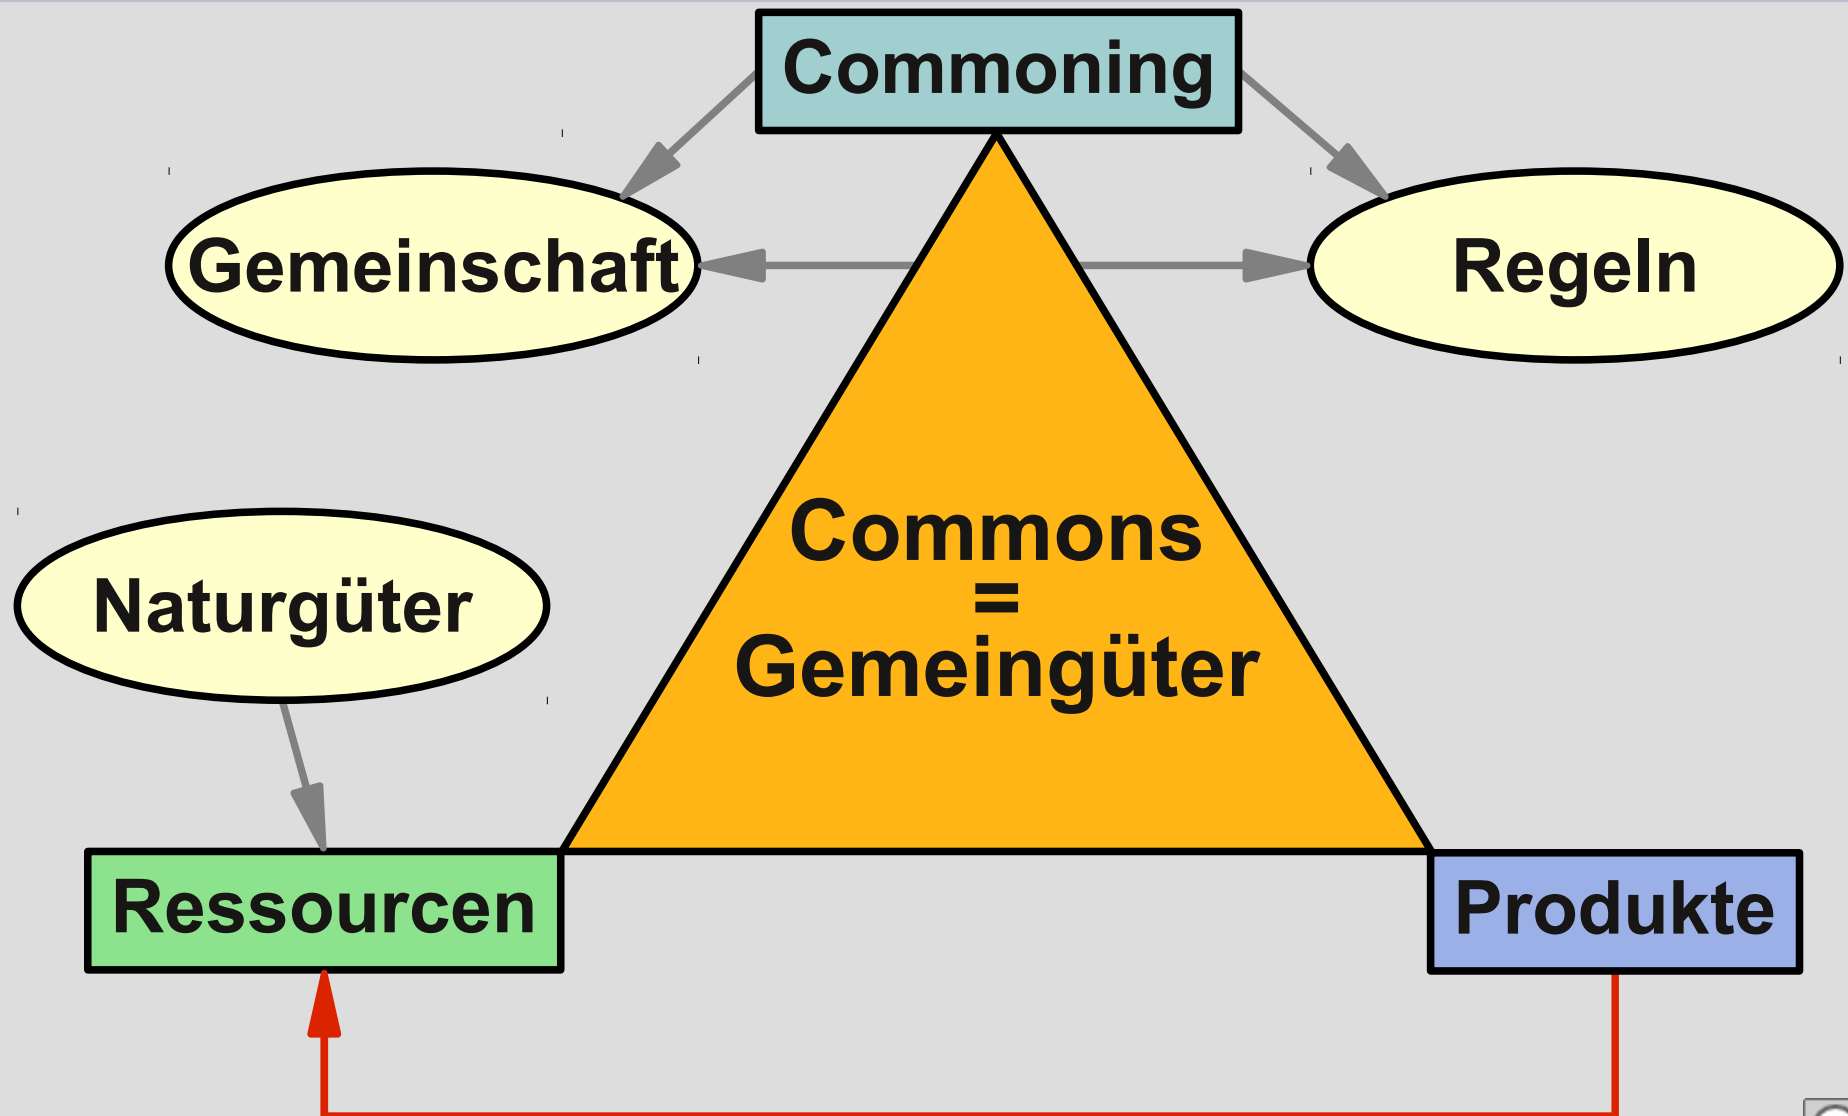 Commoning
Gemeinschaft
Regeln
Commons
=
Gemeingüter
Naturgüter
Ressourcen
Produkte